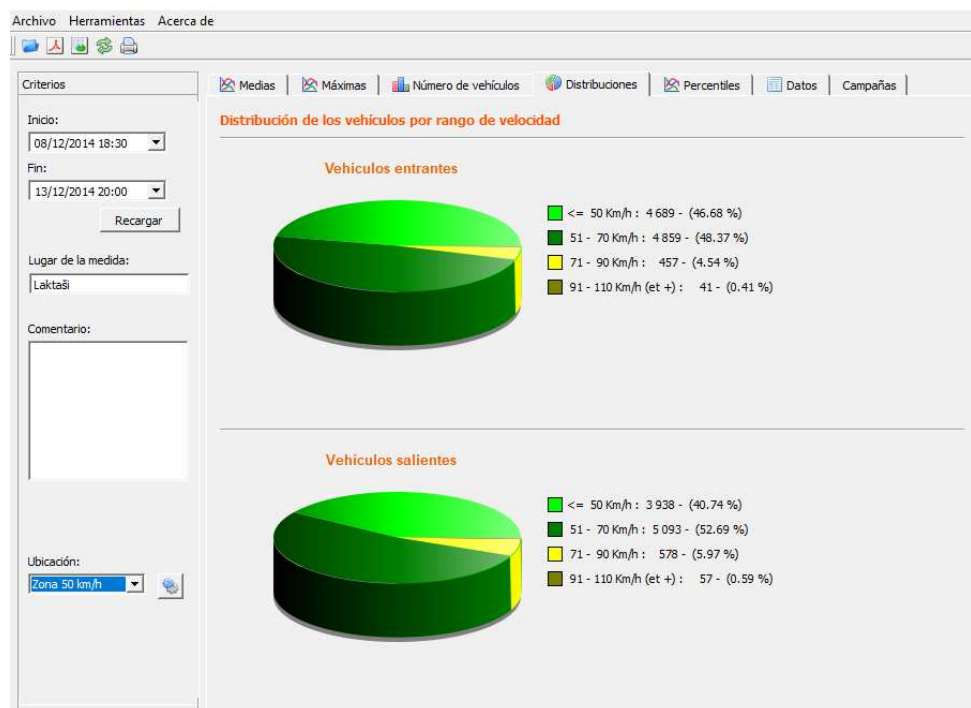 Archivo Herramientas Acerca de
Criterios
Medias Máximas Número de vehículos Distribuciones Percentiles Datos Campañas
Inicio:
08/12/2014 18:30
Fin:
13/12/2014 20:00
Recargar
Lugar de la medida:
Laktaši
Comentario:
Ubicación:
Zona 50 km/h
Distribución de los vehículos por rango de velocidad
Vehículos entrantes
<= 50 Km/h : 4 689 - (46.68 %)
51 - 70 Km/h : 4 859 - (48.37 %)
71 - 90 Km/h : 457 - (4.54 %)
91 - 110 Km/h (et +) : 41 - (0.41 %)
Vehículos salientes
<= 50 Km/h : 3 938 - (40.74 %)
51 - 70 Km/h : 5 093 - (52.69 %)
71 - 90 Km/h : 578 - (5.97 %)
91 - 110 Km/h (et +) : 57 - (0.59 %)